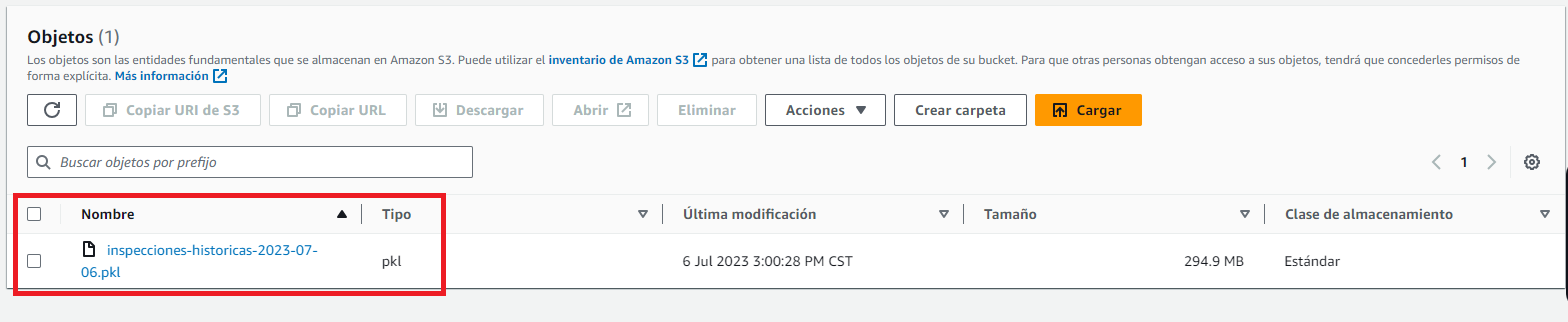 Objetos (1)
Los objetos son las entidades fundamentales que se almacenan en Amazon S3. Puede utilizar el inventario de Amazon S3 para obtener una lista de todos los objetos de su bucket. Para que otras personas obtengan acceso a sus objetos, tendrá que concederles permisos de
forma explícita. Más información
Copiar URI de S3 Copiar URL Descargar Abrir Eliminar Acciones Crear carpeta Cargar
Buscar objetos por prefijo 1
Nombre Tipo Última modificación Tamaño Clase de almacenamiento
inspecciones-historicas-2023-07-
06.pkl pkl 6 Jul 2023 3:00:28 PM CST 294.9 MB Estándar